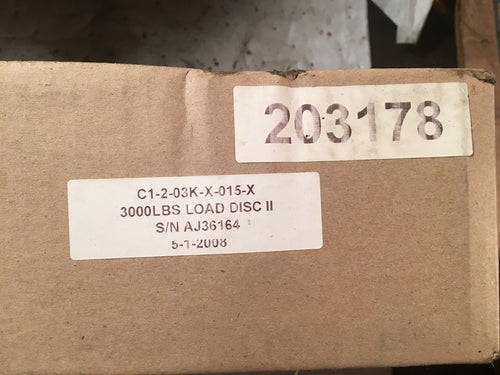 203178
C1-2-03K-X-015-X
3000LBS LOAD DISC II
S/N AJ36164
5-1-2008